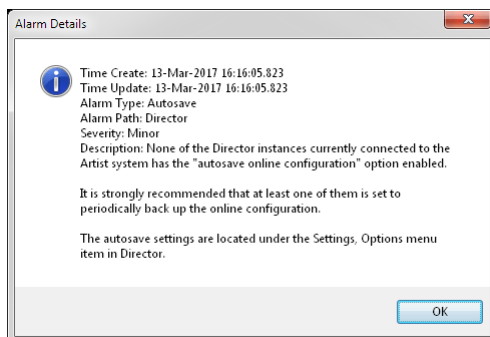 Alarm Details
Time Create: 13-Mar-2017 16:16:05.823
Time Update: 13-Mar-2017 16:16:05.823
Alarm Type: Autosave
Alarm Path: Director
Severity: Minor
Description: None of the Director instances currently connected to the
Artist system has the "autosave online configuration" option enabled.
It is strongly recommended that at least one of them is set to
periodically back up the online configuration.
The autosave settings are located under the Settings, Options menu
item in Director.
OK